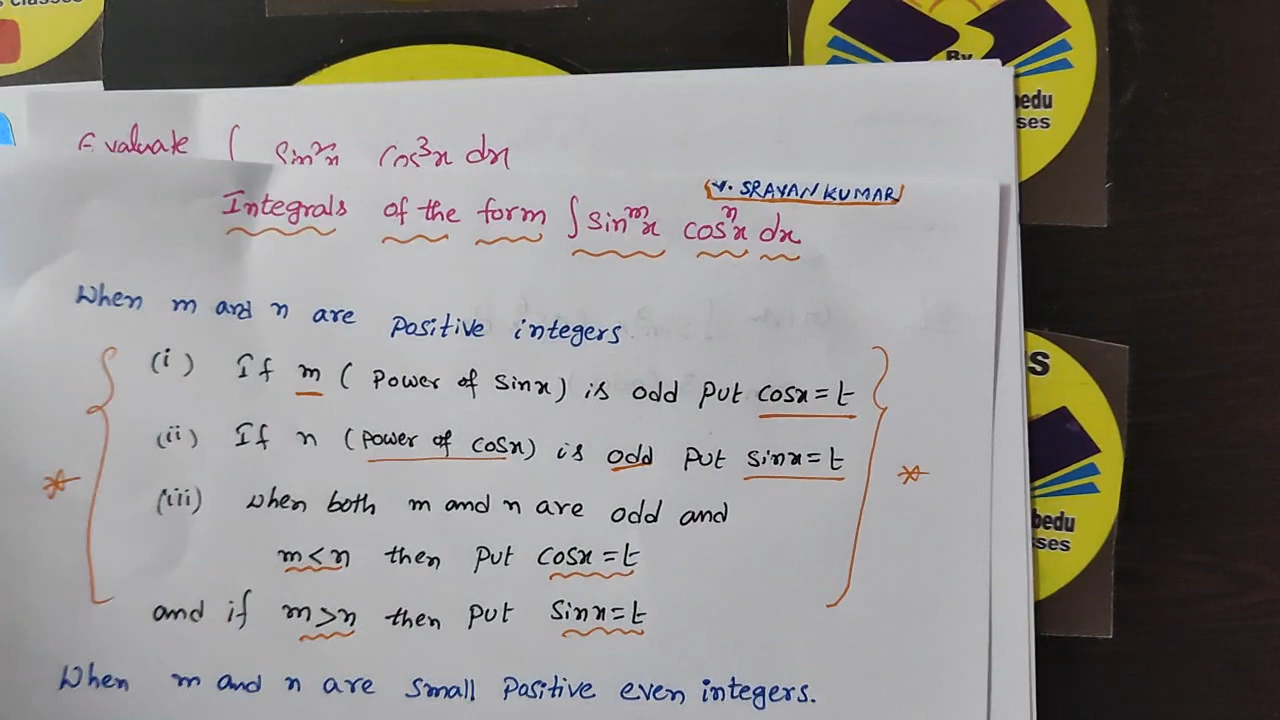 s classes
By
edu
ses
Evaluate ∫ sin²x cos³x dx
V. SRAVAN KUMAR
Integrals of the form ∫ sinᵐx cosⁿx dx
When m and n are positive integers.
(i) If m (power of sinx) is odd put cosx = t
(ii) If n (power of cosx) is odd put sinx = t
(iii) when both m and n are odd and
m < n then put cosx = t
and if m > n then put sinx = t
When m and n are small positive even integers.
S
bedu
ses